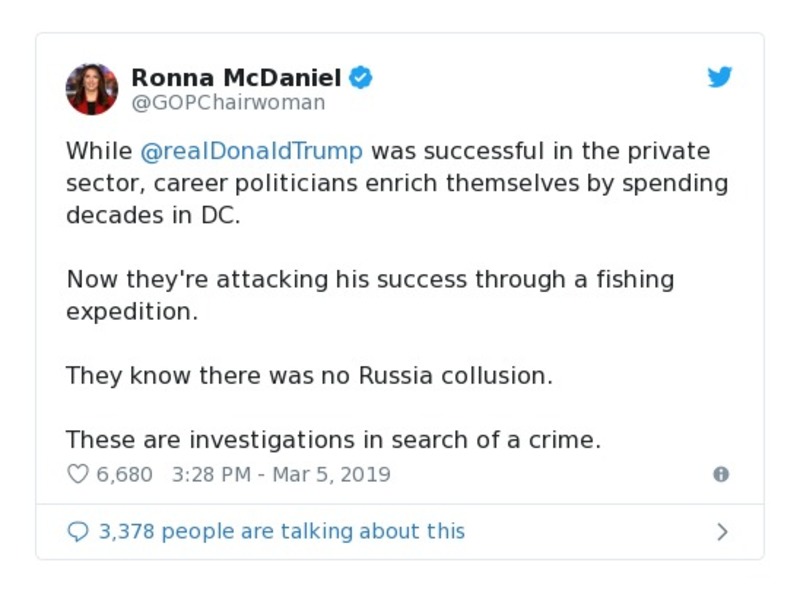 Ronna McDaniel
@GOPChairwoman
While @realDonaldTrump was successful in the private
sector, career politicians enrich themselves by spending
decades in DC.
Now they're attacking his success through a fishing
expedition.
They know there was no Russia collusion.
These are investigations in search of a crime.
6,680 3:28 PM - Mar 5, 2019
3,378 people are talking about this